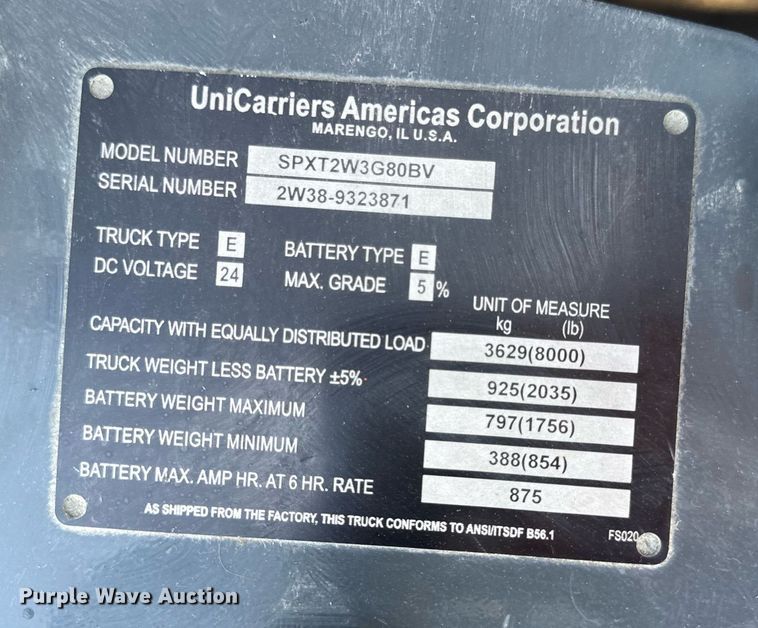 UniCarriers Americas Corporation
MARENGO, IL U.S.A.
MODEL NUMBER SPXT2W3G80BV
SERIAL NUMBER 2W38-9323871
TRUCK TYPE E BATTERY TYPE E
DC VOLTAGE 24 MAX. GRADE 5 %
UNIT OF MEASURE
kg (lb)
CAPACITY WITH EQUALLY DISTRIBUTED LOAD 3629(8000)
TRUCK WEIGHT LESS BATTERY ±5% 925(2035)
BATTERY WEIGHT MAXIMUM 797(1756)
BATTERY WEIGHT MINIMUM 388(854)
BATTERY MAX. AMP HR. AT 6 HR. RATE 875
AS SHIPPED FROM THE FACTORY, THIS TRUCK CONFORMS TO ANSI/ITSDF B56.1 FS020
Purple Wave Auction